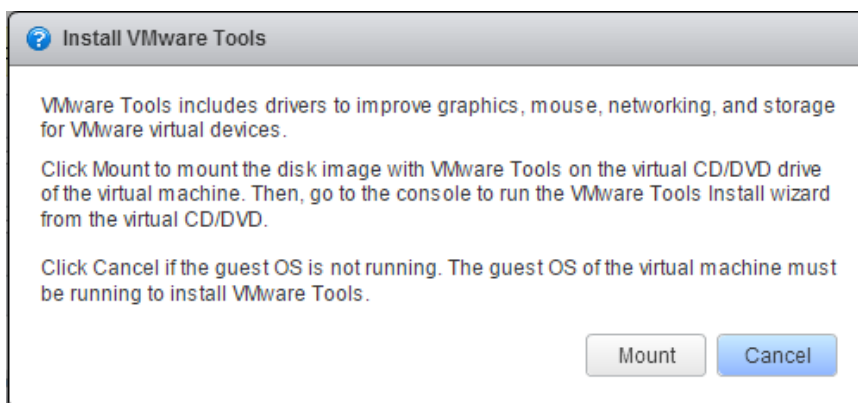 Install VMware Tools
VMware Tools includes drivers to improve graphics, mouse, networking, and storage
for VMware virtual devices.
Click Mount to mount the disk image with VMware Tools on the virtual CD/DVD drive
of the virtual machine. Then, go to the console to run the VMware Tools Install wizard
from the virtual CD/DVD.
Click Cancel if the guest OS is not running. The guest OS of the virtual machine must
be running to install VMware Tools.
Mount Cancel